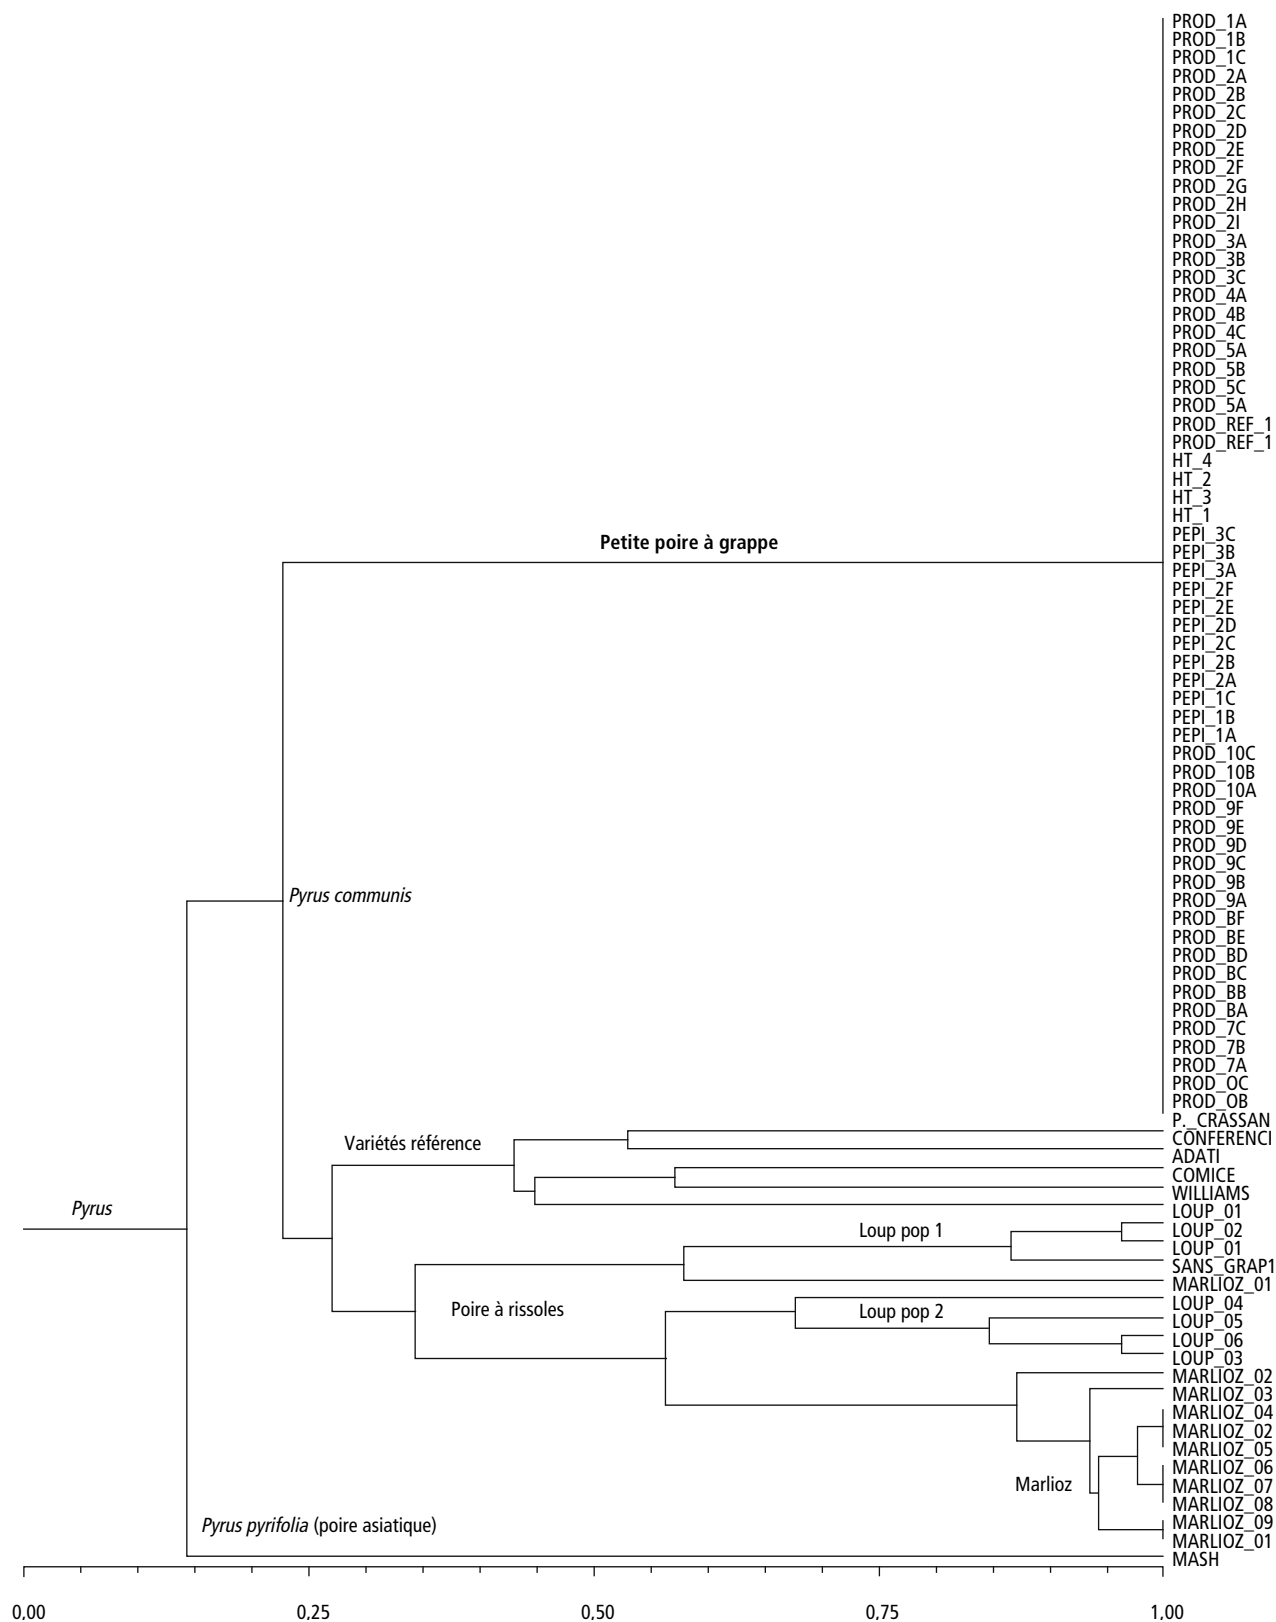 PROD_1A
PROD_1B
PROD_1C
PROD_2A
PROD_2B
PROD_2C
PROD_2D
PROD_2E
PROD_2F
PROD_2G
PROD_2H
PROD_2I
PROD_3A
PROD_3B
PROD_3C
PROD_4A
PROD_4B
PROD_4C
PROD_5A
PROD_5B
PROD_5C
PROD_5A
PROD_REF_1
PROD_REF_1
HT_4
HT_2
HT_3
HT_1
PEPI_3C
Petite poire à grappe
PEPI_3B
PEPI_3A
PEPI_2F
PEPI_2E
PEPI_2D
PEPI_2C
PEPI_2B
PEPI_2A
PEPI_1C
PEPI_1B
PEPI_1A
PROD_10C
PROD_10B
PROD_10A
PROD_9F
PROD_9E
PROD_9D
PROD_9C
PROD_9B
Pyrus communis
PROD_9A
PROD_BF
PROD_BE
PROD_BD
PROD_BC
PROD_BB
PROD_BA
PROD_7C
PROD_7B
PROD_7A
PROD_OC
PROD_OB
P._CRASSAN
Variétés référence
CONFERENCI
ADATI
COMICE
WILLIAMS
Pyrus
LOUP_01
Loup pop 1
LOUP_02
LOUP_01
SANS_GRAP1
MARLIOZ_01
Poire à rissoles
LOUP_04
Loup pop 2
LOUP_05
LOUP_06
LOUP_03
MARLIOZ_02
MARLIOZ_03
MARLIOZ_04
MARLIOZ_02
MARLIOZ_05
MARLIOZ_06
Marlioz
MARLIOZ_07
MARLIOZ_08
Pyrus pyrifolia (poire asiatique)
MARLIOZ_09
MARLIOZ_01
MASH
0,00 0,25 0,50 0,75 1,00